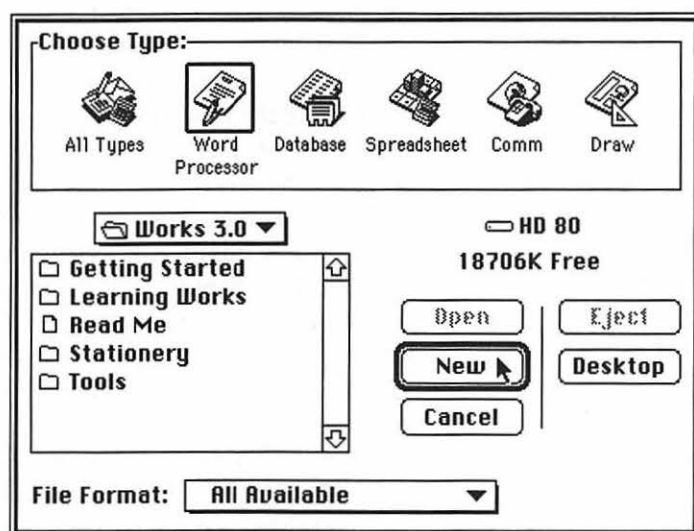 Choose Type:
All Types Word Processor Database Spreadsheet Comm Draw
Works 3.0
HD 80
18706K Free
Getting Started
Learning Works
Read Me
Stationery
Tools
Open Eject
New Desktop
Cancel
File Format: All Available